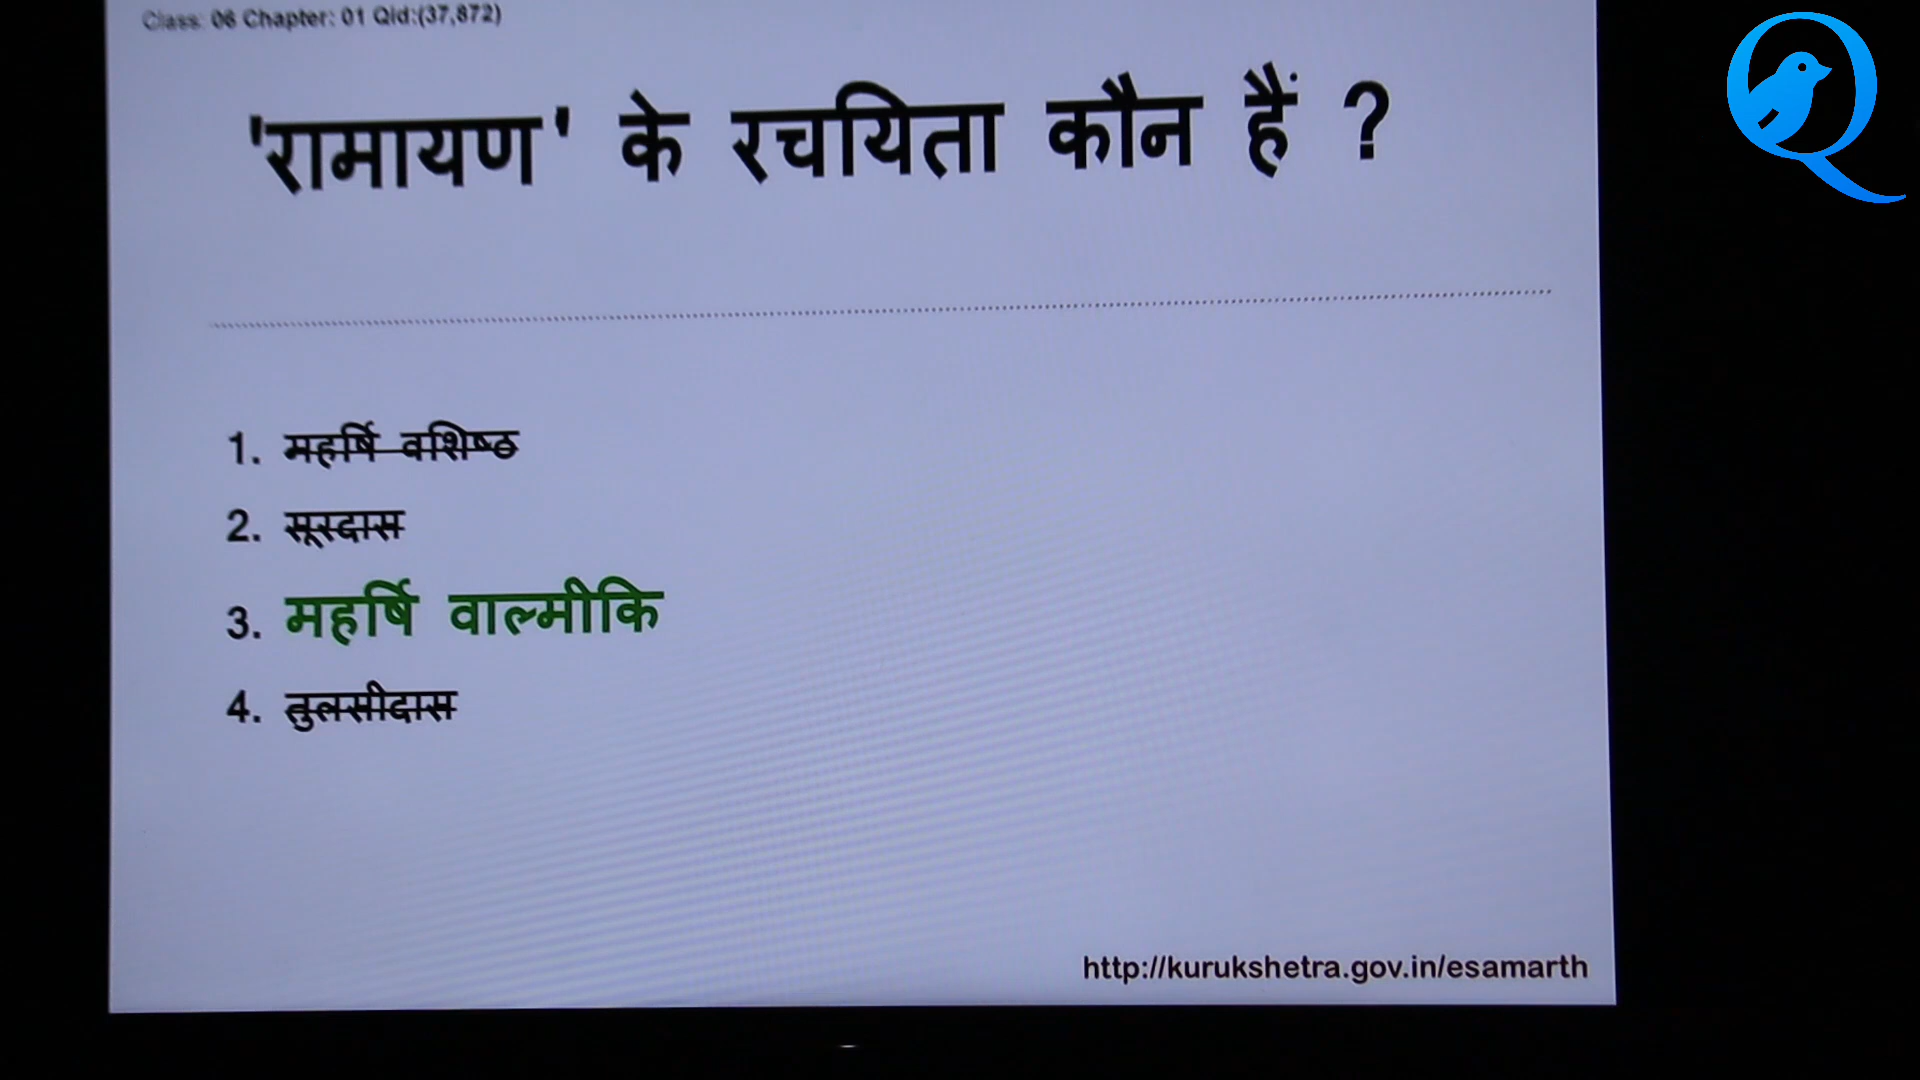 Class: 06 Chapter: 01 QId:(37,872)
'रामायण' के रचयिता कौन हैं ?
1. महर्षि वशिष्ठ
2. सूरदास
3. महर्षि वाल्मीकि
4. तुलसीदास
http://kurukshetra.gov.in/esamarth